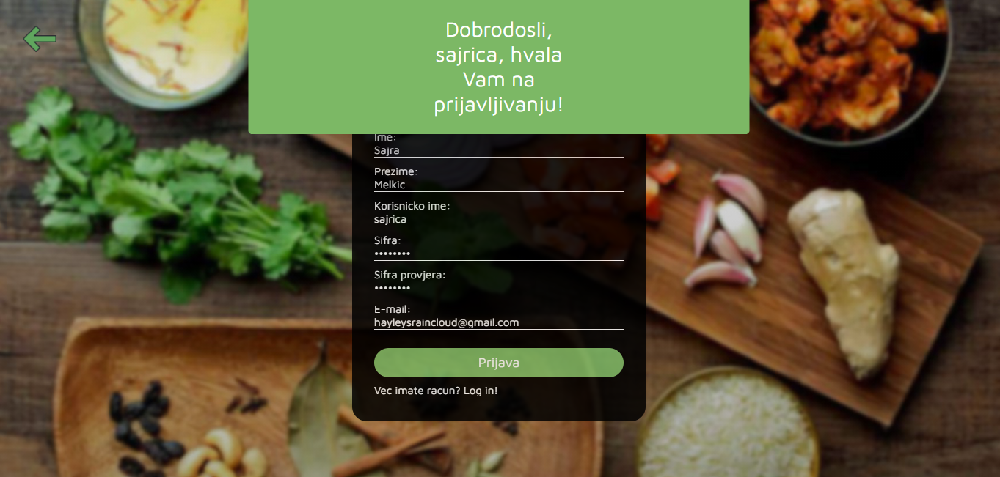 Dobrodosli,
sajrica, hvala
Vam na
prijavljivanju!
Ime:
Sajra
Prezime:
Melkic
Korisnicko ime:
sajrica
Sifra:
••••••••
Sifra provjera:
••••••••
E-mail:
hayleysraincloud@gmail.com
Prijava
Vec imate racun? Log in!